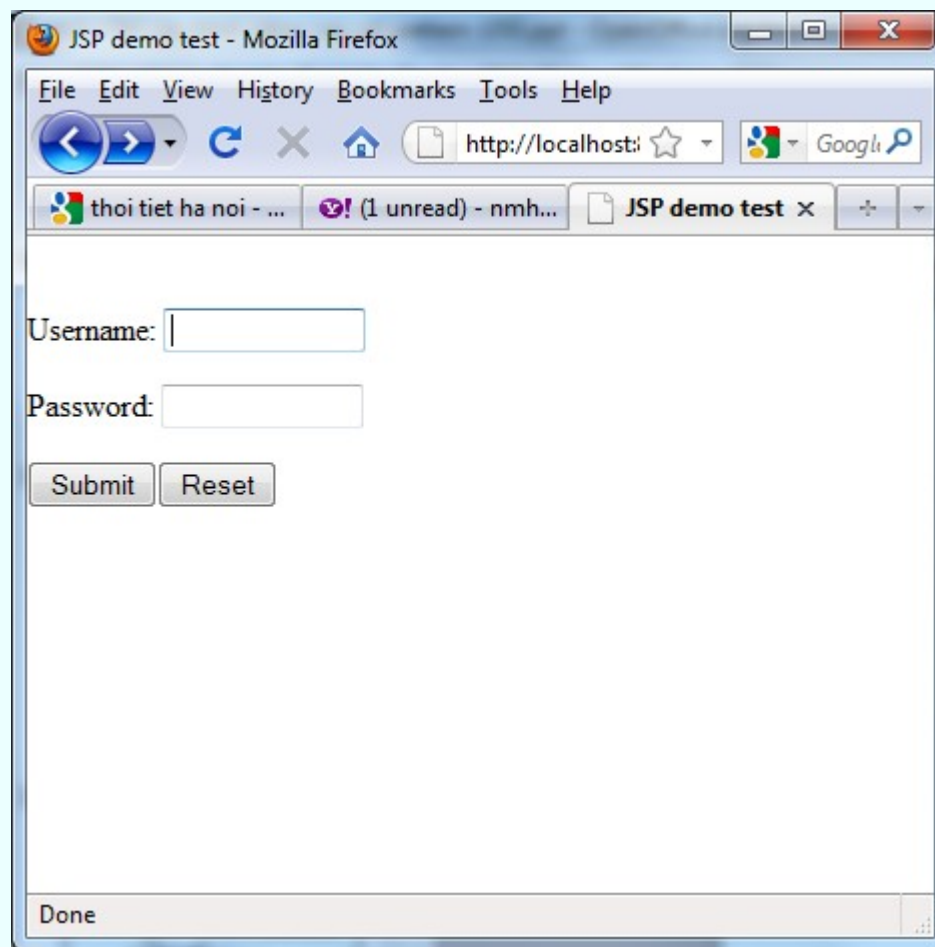 JSP demo test - Mozilla Firefox
File Edit View History Bookmarks Tools Help
http://localhost: Googl
thoi tiet ha noi - ... (1 unread) - nmh... JSP demo test
Username:
Password:
Submit Reset
Done